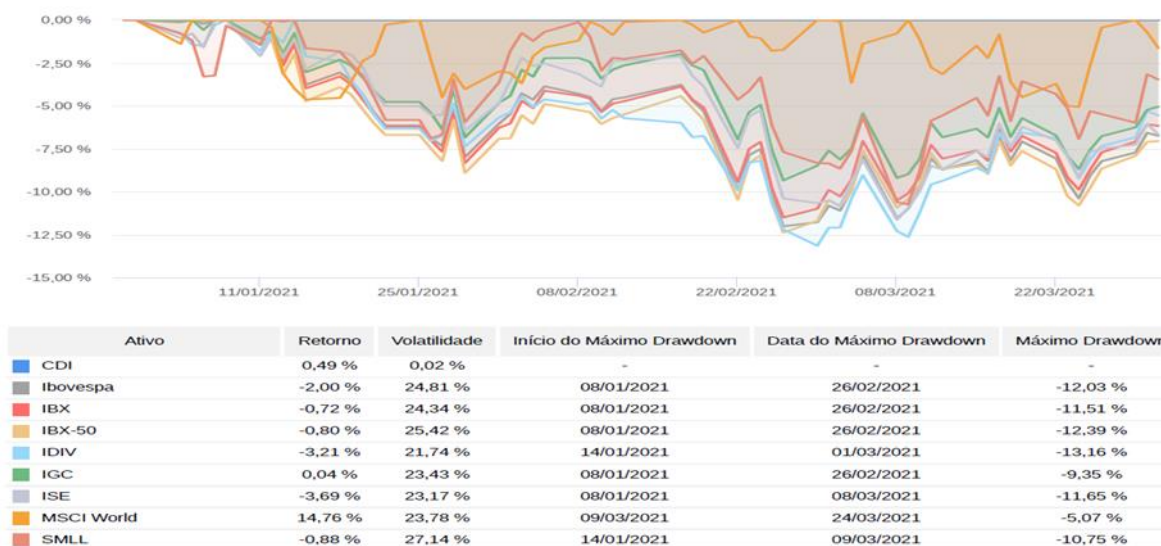 0,00 %
-2,50 %
-5,00 %
-7,50 %
-10,00 %
-12,50 %
-15,00 %
11/01/2021 25/01/2021 08/02/2021 22/02/2021 08/03/2021 22/03/2021
Ativo Retorno Volatilidade Início do Máximo Drawdown Data do Máximo Drawdown Máximo Drawdown
CDI 0,49 % 0,02 % - - -
Ibovespa -2,00 % 24,81 % 08/01/2021 26/02/2021 -12,03 %
IBX -0,72 % 24,34 % 08/01/2021 26/02/2021 -11,51 %
IBX-50 -0,80 % 25,42 % 08/01/2021 26/02/2021 -12,39 %
IDIV -3,21 % 21,74 % 14/01/2021 01/03/2021 -13,16 %
IGC 0,04 % 23,43 % 08/01/2021 26/02/2021 -9,35 %
ISE -3,69 % 23,17 % 08/01/2021 08/03/2021 -11,65 %
MSCI World 14,76 % 23,78 % 09/03/2021 24/03/2021 -5,07 %
SMLL -0,88 % 27,14 % 14/01/2021 09/03/2021 -10,75 %